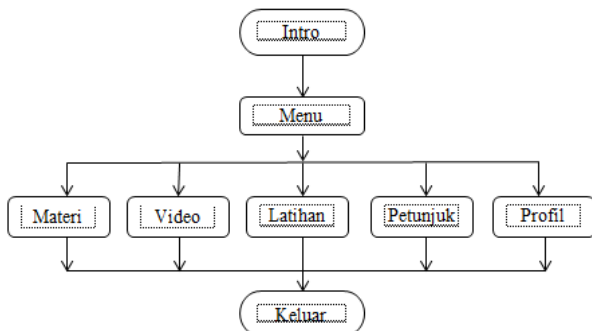 Intro
Menu
Materi
Video
Latihan
Petunjuk
Profil
Keluar